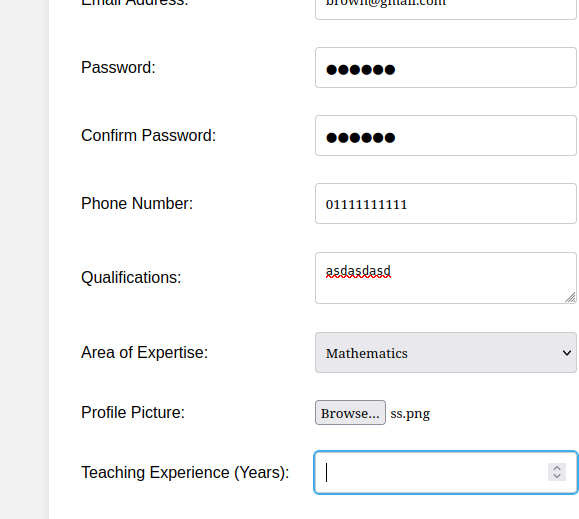 Email Address: brown@gmail.com
Password: ●●●●●●
Confirm Password: ●●●●●●
Phone Number: 01111111111
Qualifications: asdasdasd
Area of Expertise: Mathematics
Profile Picture: Browse... ss.png
Teaching Experience (Years):